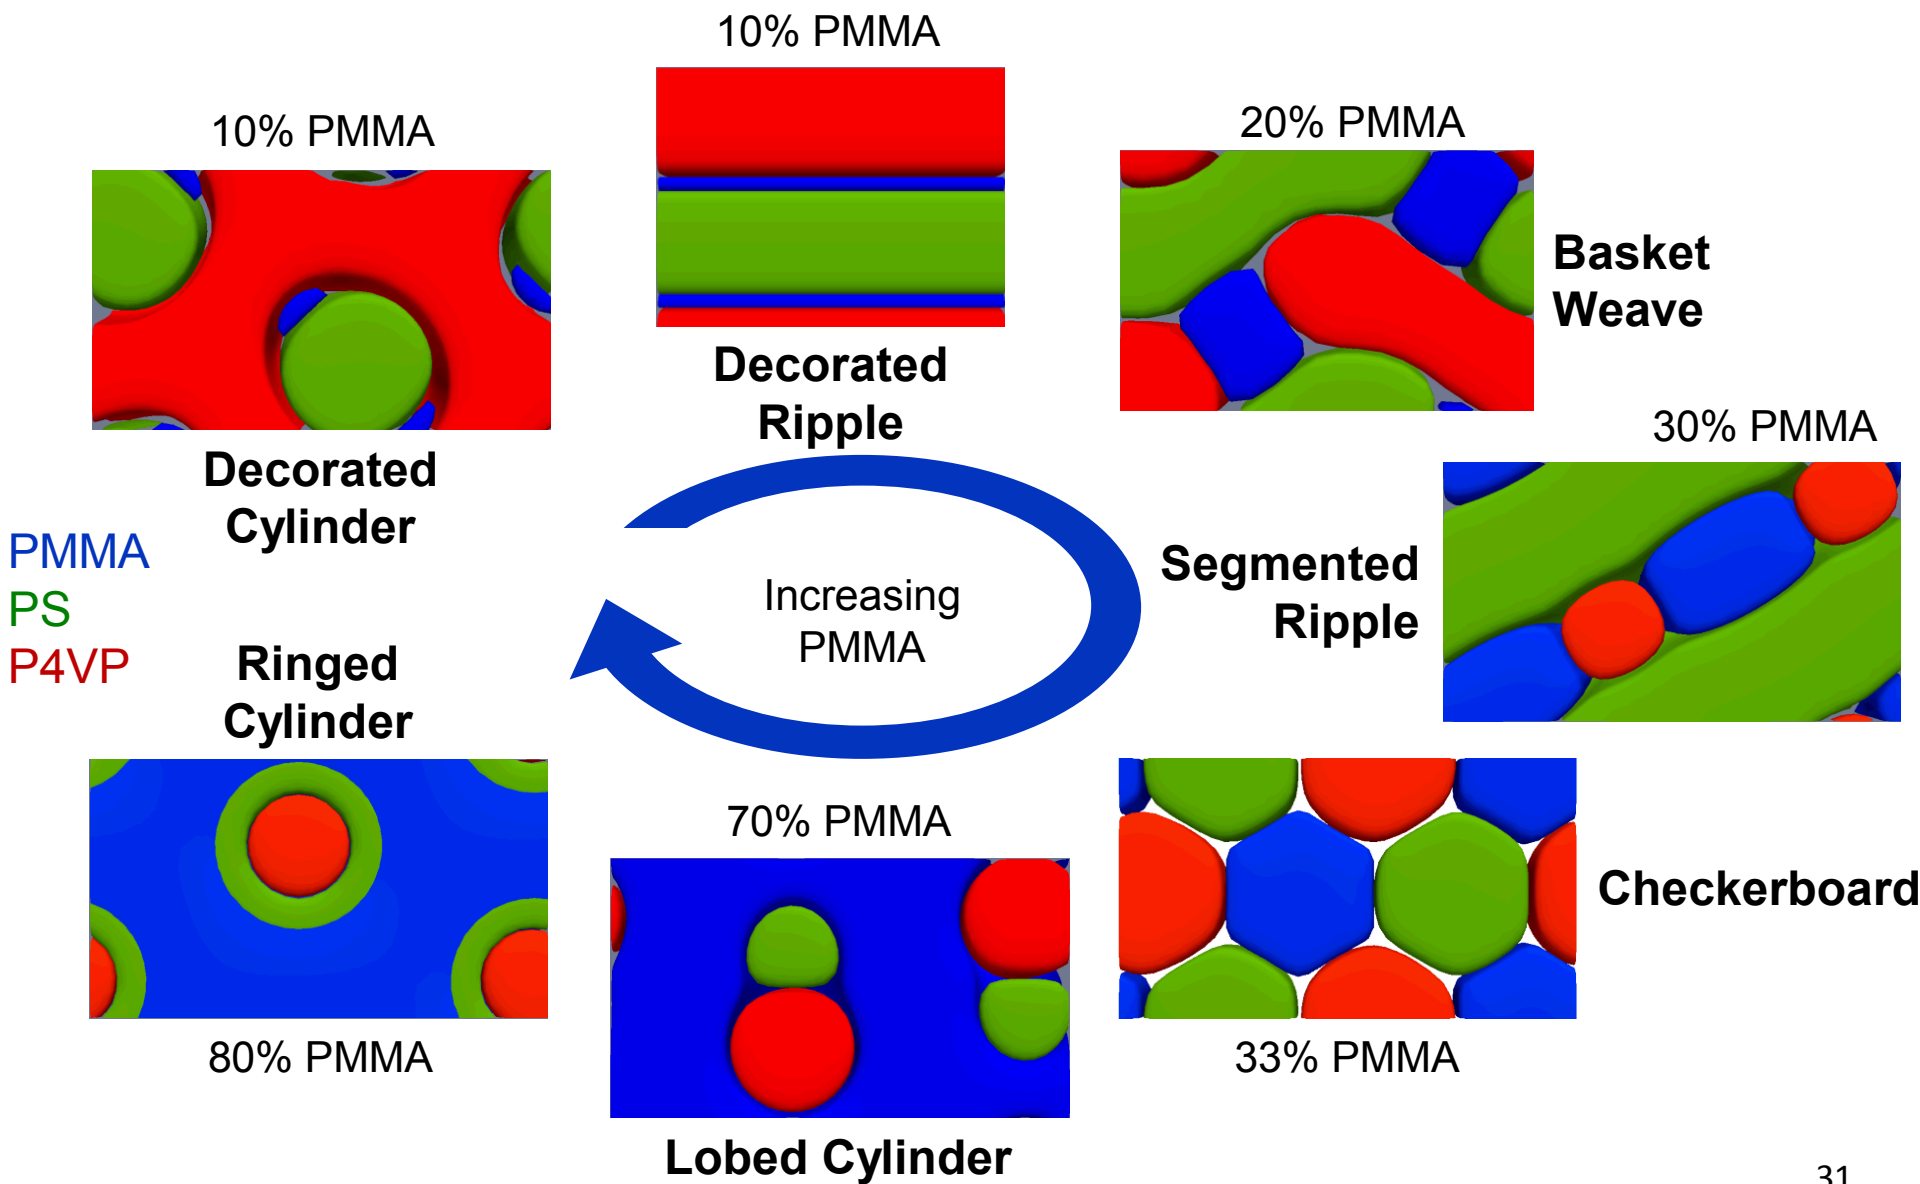 10% PMMA
10% PMMA
20% PMMA
Basket
Weave
Decorated
Ripple
Decorated
Cylinder
30% PMMA
PMMA
PS
P4VP
Segmented
Ripple
Increasing
PMMA
Ringed
Cylinder
70% PMMA
Checkerboard
80% PMMA
33% PMMA
Lobed Cylinder
31